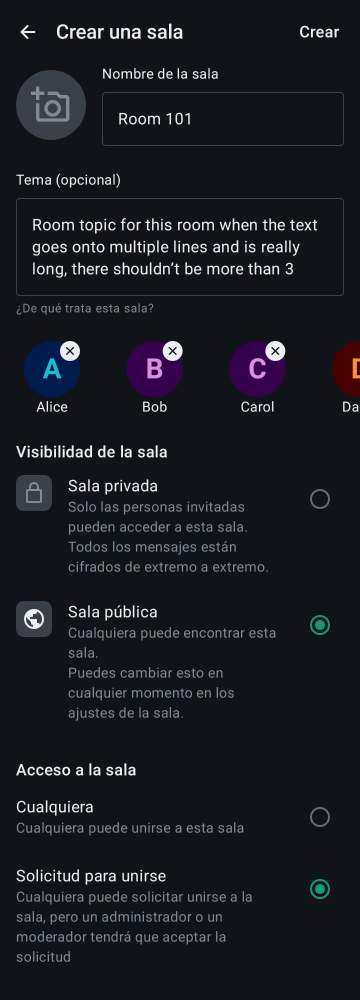 Crear una sala
Crear
Nombre de la sala
Room 101
Tema (opcional)
Room topic for this room when the text
goes onto multiple lines and is really
long, there shouldn't be more than 3
¿De qué trata esta sala?
A
B
C
Alice
Bob
Carol
Da
Visibilidad de la sala
Sala privada
Solo las personas invitadas
pueden acceder a esta sala.
Todos los mensajes están
cifrados de extremo a extremo.
Sala pública
Cualquiera puede encontrar esta
sala.
Puedes cambiar esto en
cualquier momento en los
ajustes de la sala.
Acceso a la sala
Cualquiera
Cualquiera puede unirse a esta sala
Solicitud para unirse
Cualquiera puede solicitar unirse a la
sala, pero un administrador o un
moderador tendrá que aceptar la
solicitud